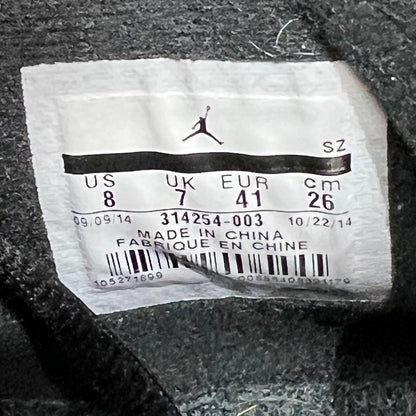 SZ
US UK EUR cm
8 7 41 26
09/09/14 314254-003 10/22/14
MADE IN CHINA
FABRIQUE EN CHINE
105271699